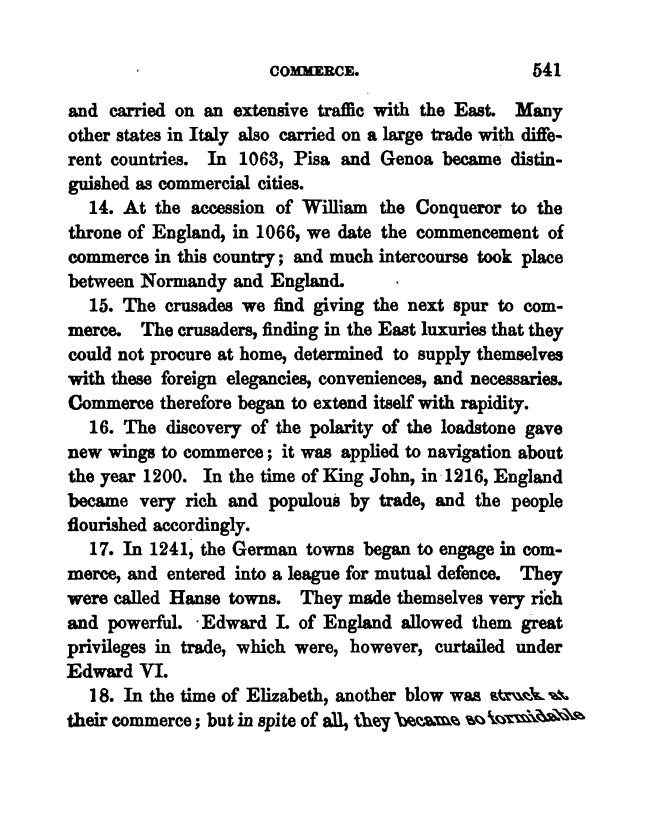 COMMERCE. 541
and carried on an extensive traffic with the East. Many
other states in Italy also carried on a large trade with diffe-
rent countries. In 1063, Pisa and Genoa became distin-
guished as commercial cities.
14. At the accession of William the Conqueror to the
throne of England, in 1066, we date the commencement of
commerce in this country; and much intercourse took place
between Normandy and England.
15. The crusades we find giving the next spur to com-
merce. The crusaders, finding in the East luxuries that they
could not procure at home, determined to supply themselves
with these foreign elegancies, conveniences, and necessaries.
Commerce therefore began to extend itself with rapidity.
16. The discovery of the polarity of the loadstone gave
new wings to commerce; it was applied to navigation about
the year 1200. In the time of King John, in 1216, England
became very rich and populous by trade, and the people
flourished accordingly.
17. In 1241, the German towns began to engage in com-
merce, and entered into a league for mutual defence. They
were called Hanse towns. They made themselves very rich
and powerful. Edward I. of England allowed them great
privileges in trade, which were, however, curtailed under
Edward VI.
18. In the time of Elizabeth, another blow was struck at
their commerce; but in spite of all, they became so formidable